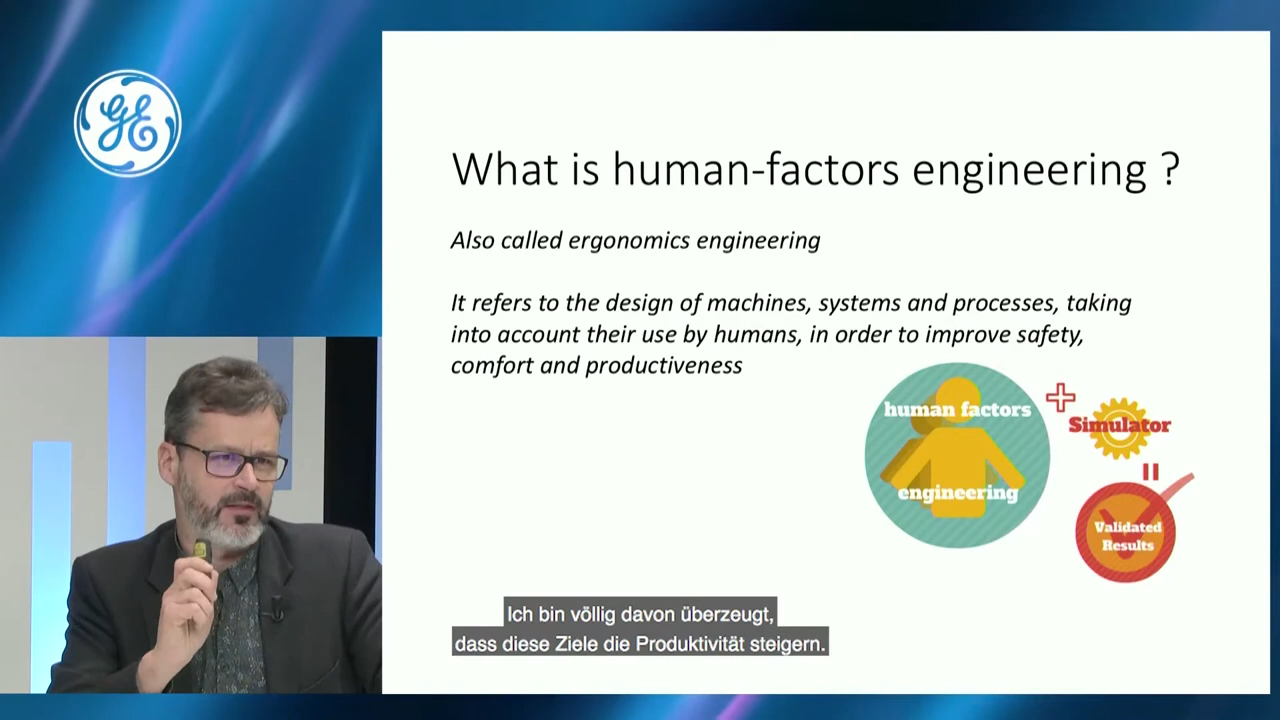 GE
What is human-factors engineering ?
Also called ergonomics engineering
It refers to the design of machines, systems and processes, taking
into account their use by humans, in order to improve safety,
comfort and productiveness
human factors
engineering
+
Simulator
=
Validated
Results
Ich bin völlig davon überzeugt,
dass diese Ziele die Produktivität steigern.